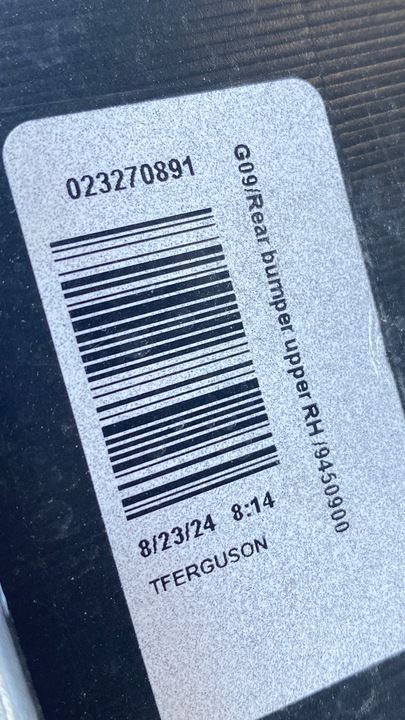 023270891
G09/Rear bumper upper RH /9450900
8/23/24 8:14
TFERGUSON